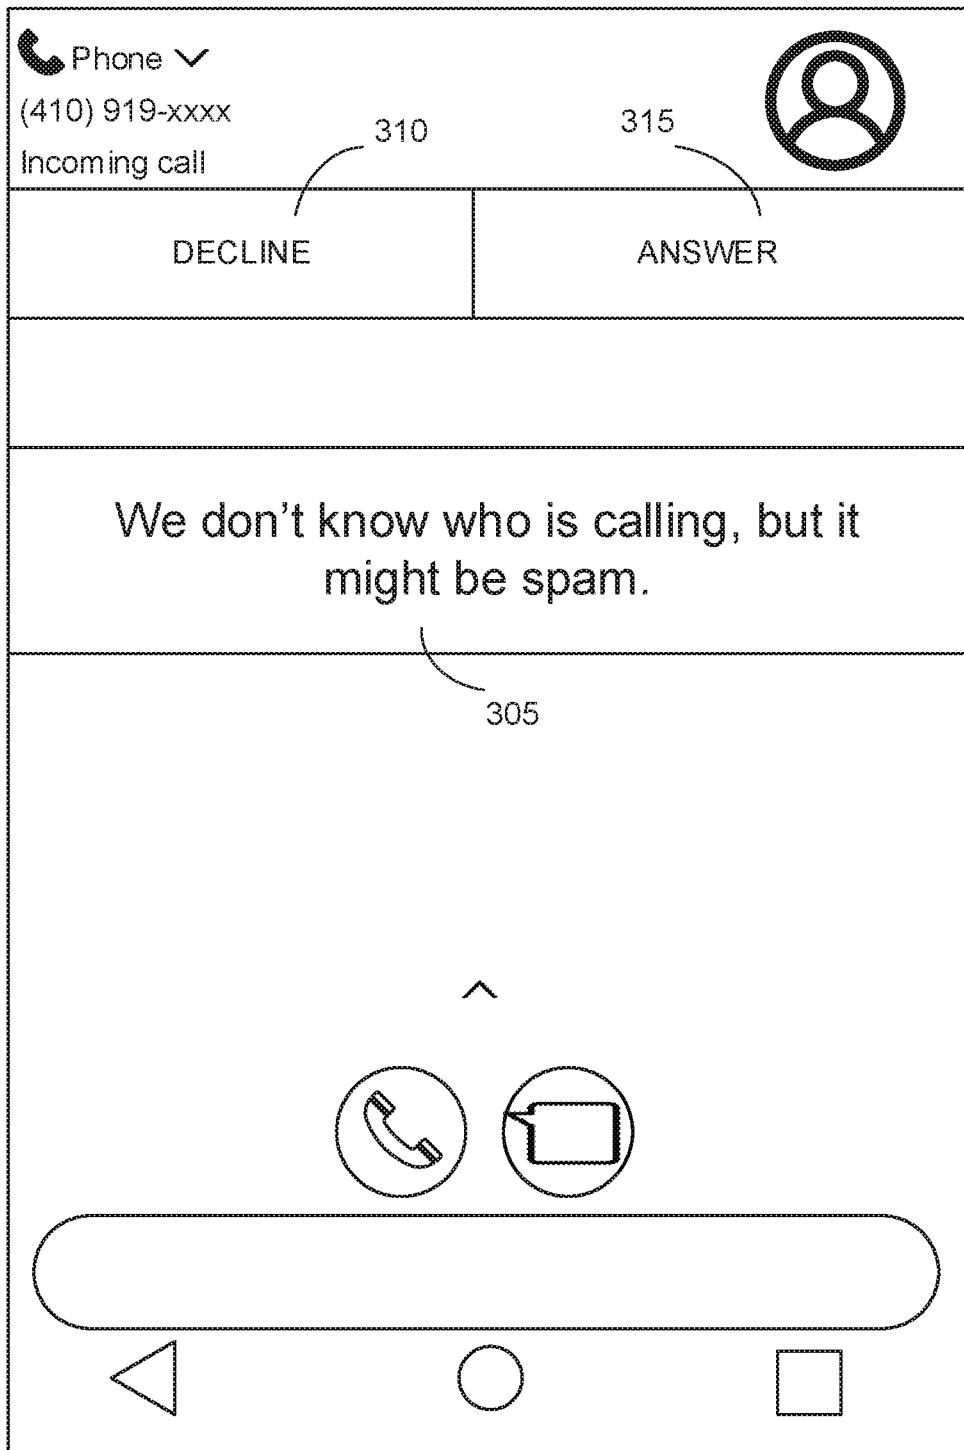 Phone
(410) 919-xxxx
Incoming call
310
315
DECLINE
ANSWER
We don't know who is calling, but it
might be spam.
305